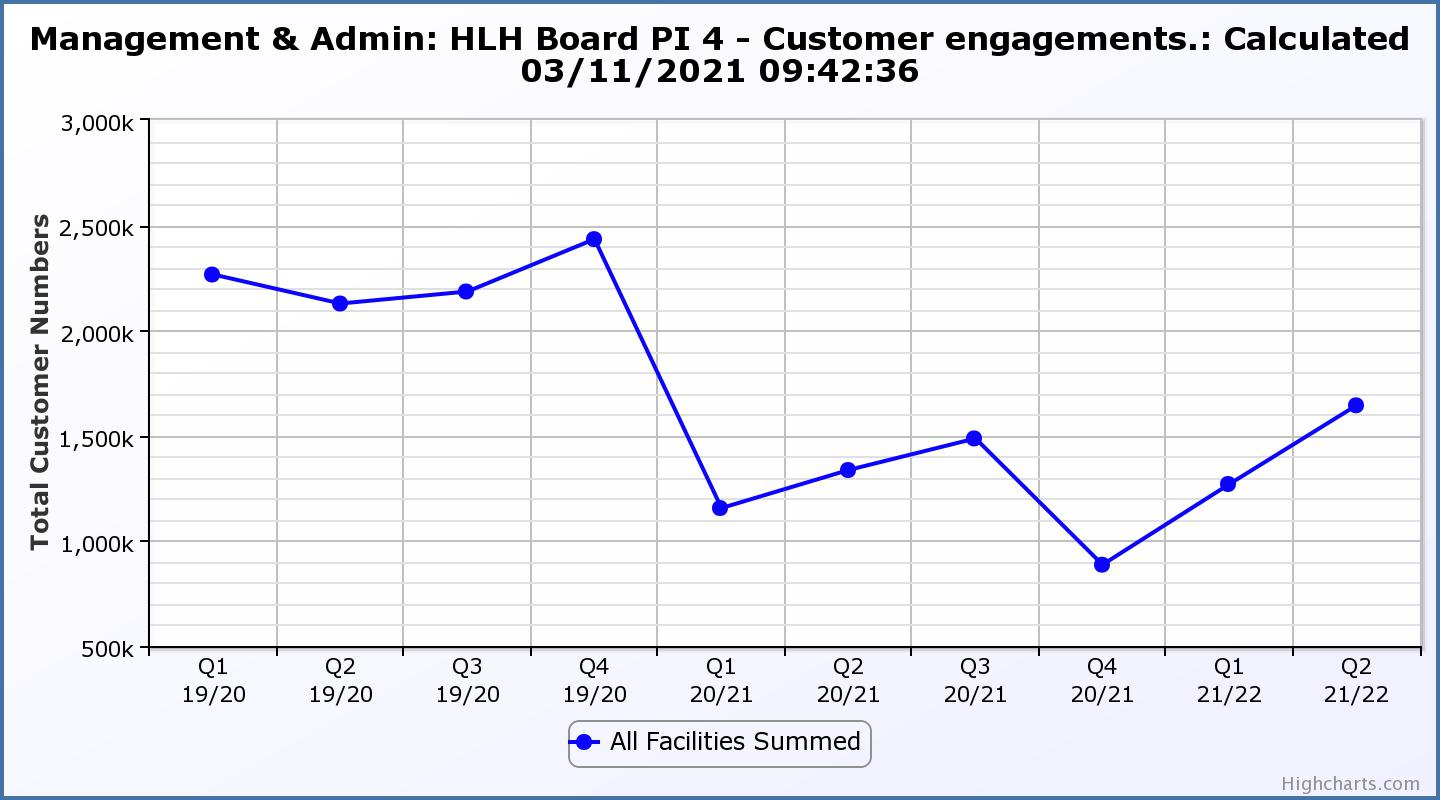 Management & Admin: HLH Board PI 4 - Customer engagements.: Calculated
03/11/2021 09:42:36
Total Customer Numbers
3,000k
2,500k
2,000k
1,500k
1,000k
500k
Q1 Q2 Q3 Q4 Q1 Q2 Q3 Q4 Q1 Q2
19/20 19/20 19/20 19/20 20/21 20/21 20/21 20/21 21/22 21/22
All Facilities Summed
Highcharts.com